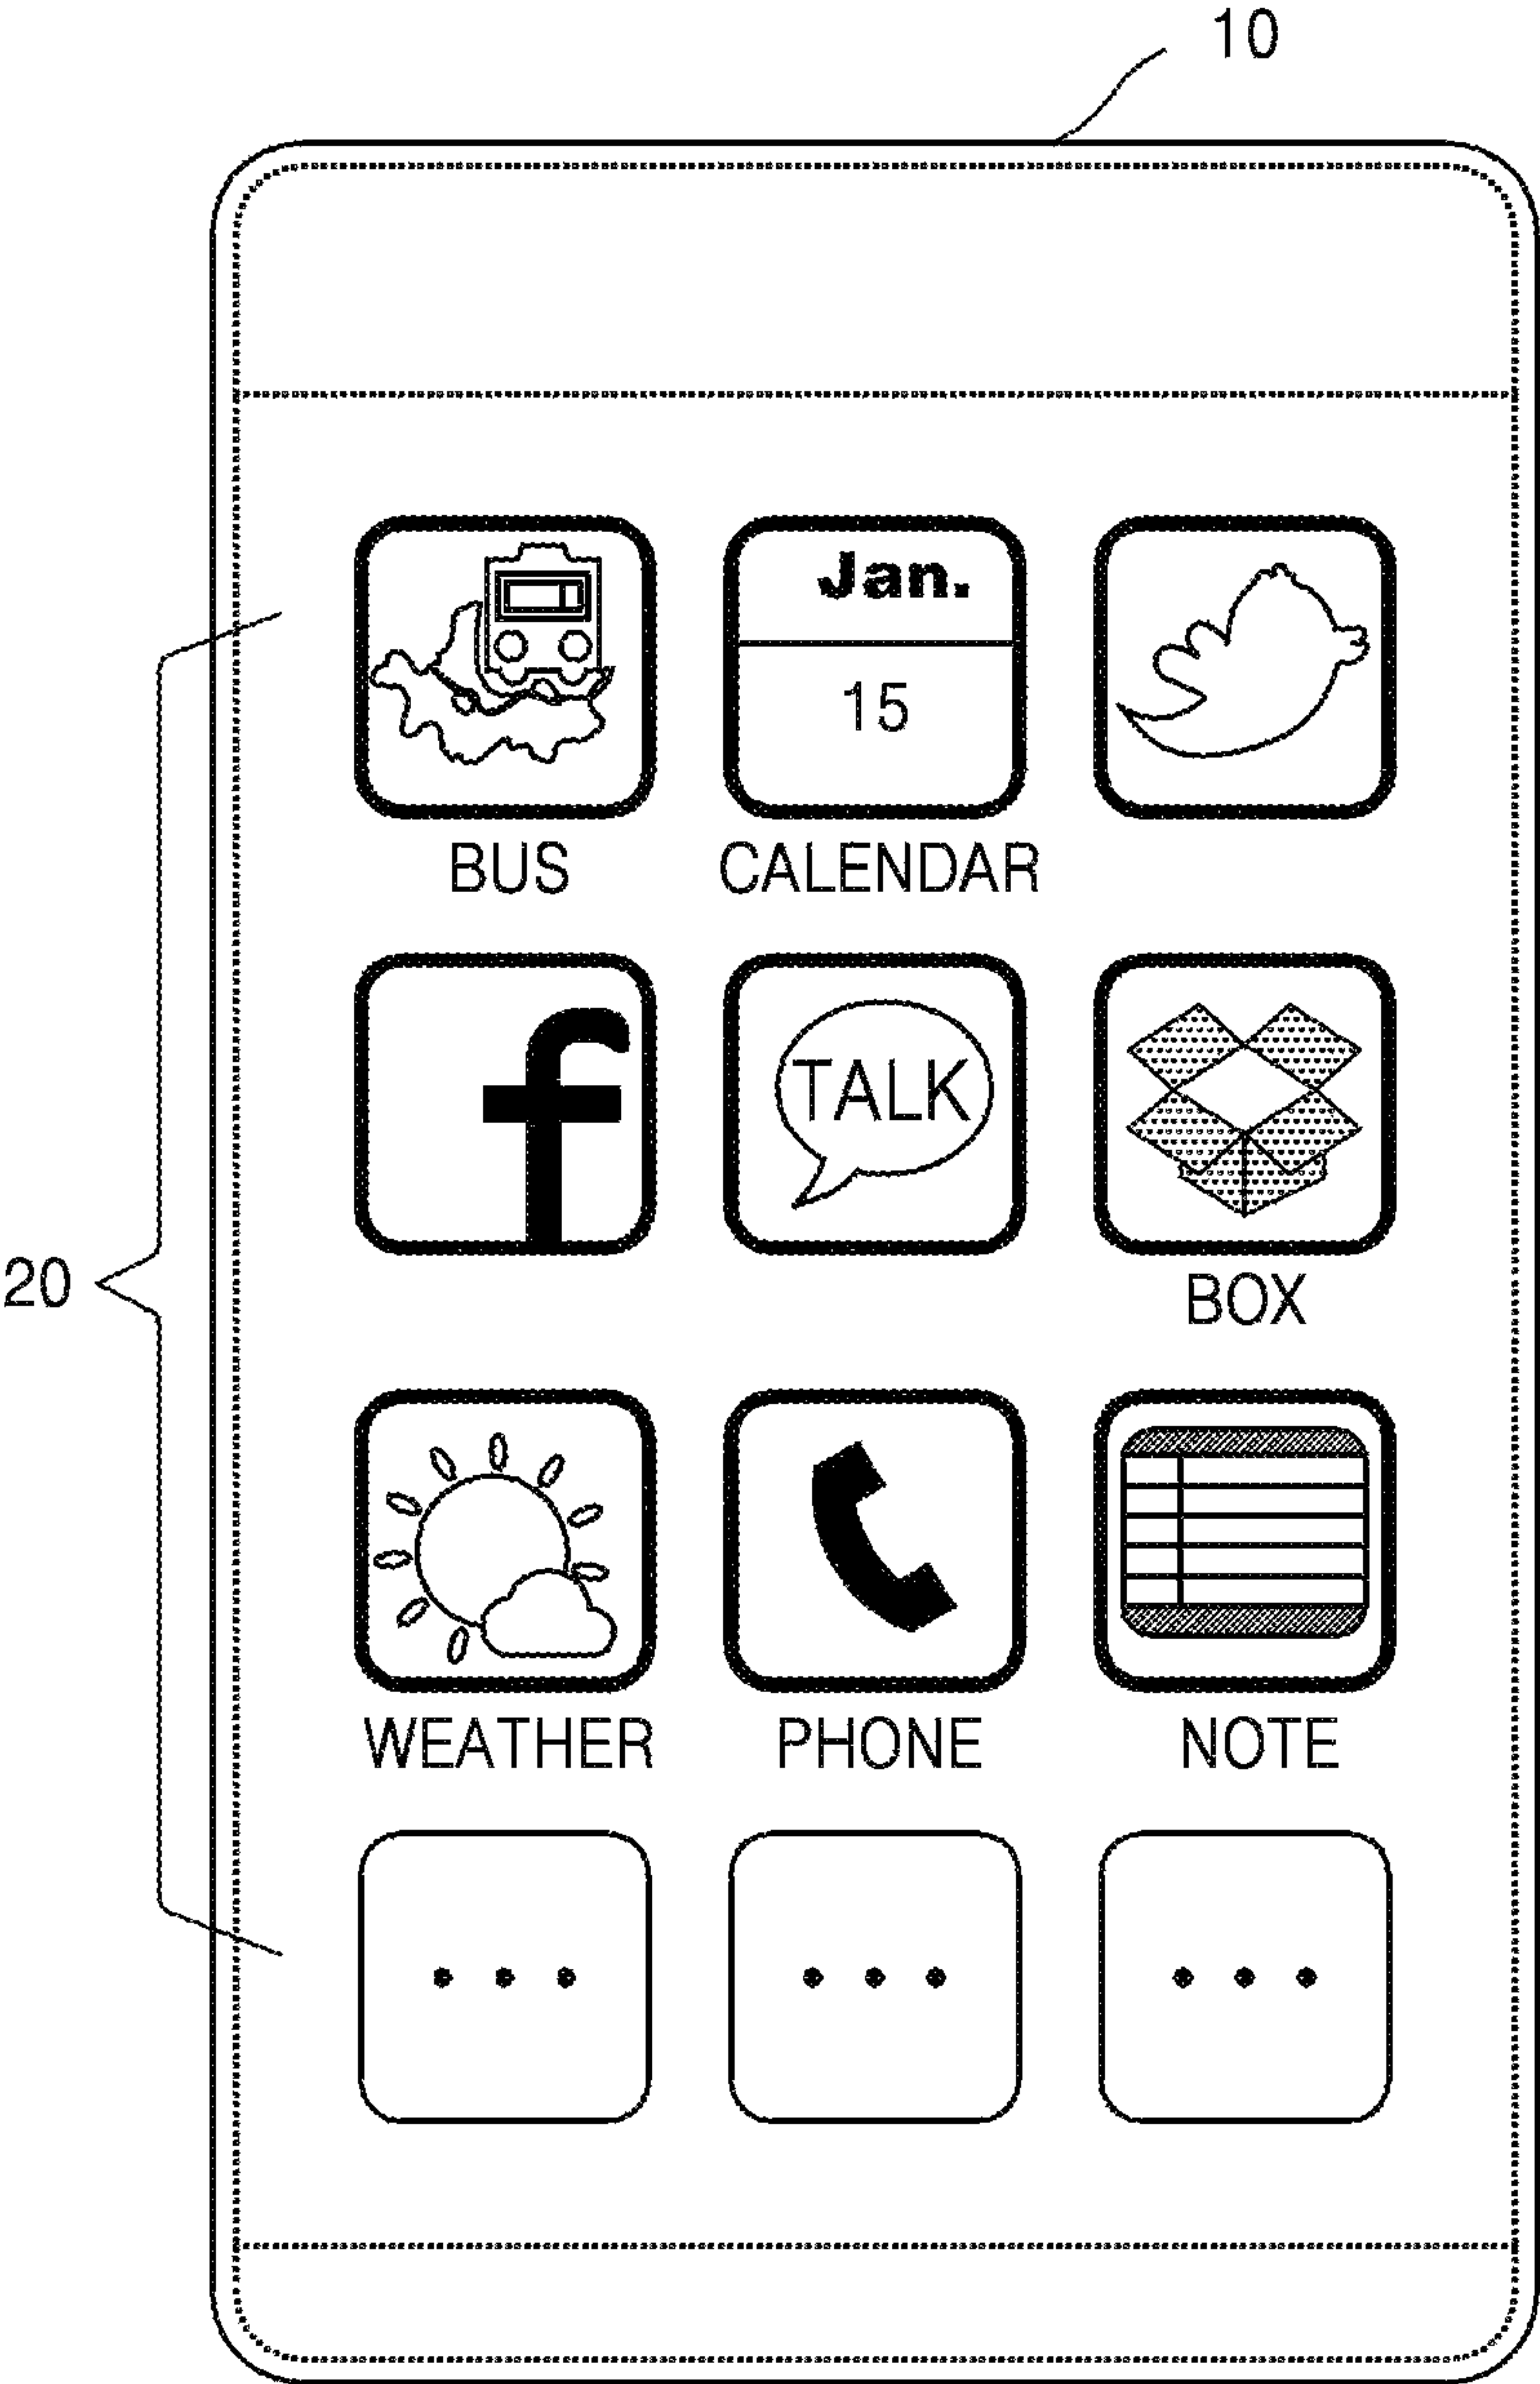 10
Jan.
15
BUS CALENDAR
f TALK
20
BOX
WEATHER PHONE NOTE